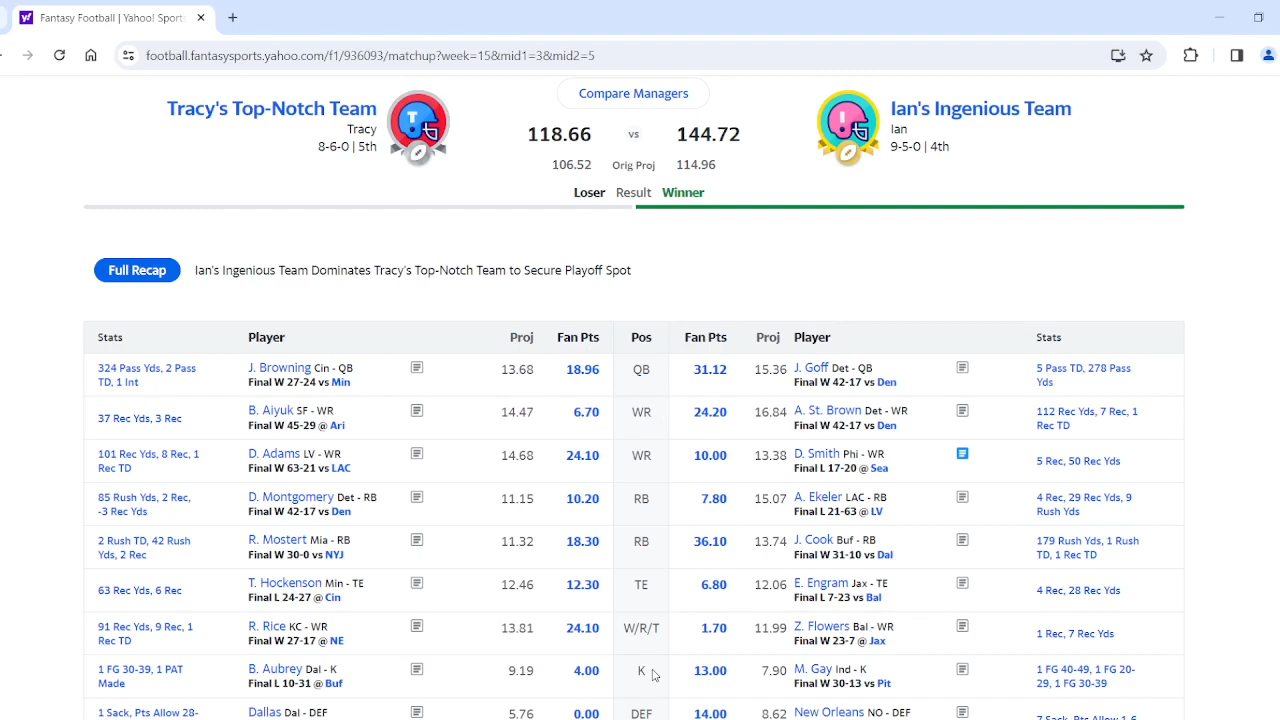 Fantasy Football | Yahoo! Sports
football.fantasysports.yahoo.com/f1/936093/matchup?week=15&mid1=3&mid2=5
Compare Managers
Tracy's Top-Notch Team
Tracy
8-6-0 | 5th
118.66 vs 144.72
106.52 Orig Proj 114.96
Loser Result Winner
Ian's Ingenious Team
Ian
9-5-0 | 4th
Full Recap Ian's Ingenious Team Dominates Tracy's Top-Notch Team to Secure Playoff Spot
Stats Player Proj Fan Pts Pos Fan Pts Proj Player Stats
324 Pass Yds, 2 Pass J. Browning Cin - QB 13.68 18.96 QB 31.12 15.36 J. Goff Det - QB 5 Pass TD, 278 Pass
TD, 1 Int Final W 27-24 vs Min Final W 42-17 vs Den Yds
37 Rec Yds, 3 Rec B. Aiyuk SF - WR 14.47 6.70 WR 24.20 16.84 A. St. Brown Det - WR 112 Rec Yds, 7 Rec, 1
Final W 45-29 @ Ari Final W 42-17 vs Den Rec TD
101 Rec Yds, 8 Rec, 1 D. Adams LV - WR 14.68 24.10 WR 10.00 13.38 D. Smith Phi - WR 5 Rec, 50 Rec Yds
Rec TD Final W 63-21 vs LAC Final L 17-20 @ Sea
85 Rush Yds, 2 Rec, D. Montgomery Det - RB 11.15 10.20 RB 7.80 15.07 A. Ekeler LAC - RB 4 Rec, 29 Rec Yds, 9
-3 Rec Yds Final W 42-17 vs Den Final L 21-63 @ LV Rush Yds
2 Rush TD, 42 Rush R. Mostert Mia - RB 11.32 18.30 RB 36.10 13.74 J. Cook Buf - RB 179 Rush Yds, 1 Rush
Yds, 2 Rec Final W 30-0 vs NYJ Final W 31-10 vs Dal TD, 1 Rec TD
63 Rec Yds, 6 Rec T. Hockenson Min - TE 12.46 12.30 TE 6.80 12.06 E. Engram Jax - TE 4 Rec, 28 Rec Yds
Final L 24-27 @ Cin Final L 7-23 vs Bal
91 Rec Yds, 9 Rec, 1 R. Rice KC - WR 13.81 24.10 W/R/T 1.70 11.99 Z. Flowers Bal - WR 1 Rec, 7 Rec Yds
Rec TD Final W 27-17 @ NE Final W 23-7 @ Jax
1 FG 30-39, 1 PAT B. Aubrey Dal - K 9.19 4.00 K 13.00 7.90 M. Gay Ind - K 1 FG 40-49, 1 FG 20-
Made Final L 10-31 @ Buf Final W 30-13 vs Pit 29, 1 FG 30-39
1 Sack, Pts Allow 28- Dallas Dal - DEF 5.76 0.00 DEF 14.00 8.62 New Orleans NO - DEF 7 Sack, Pts Allow 1-6